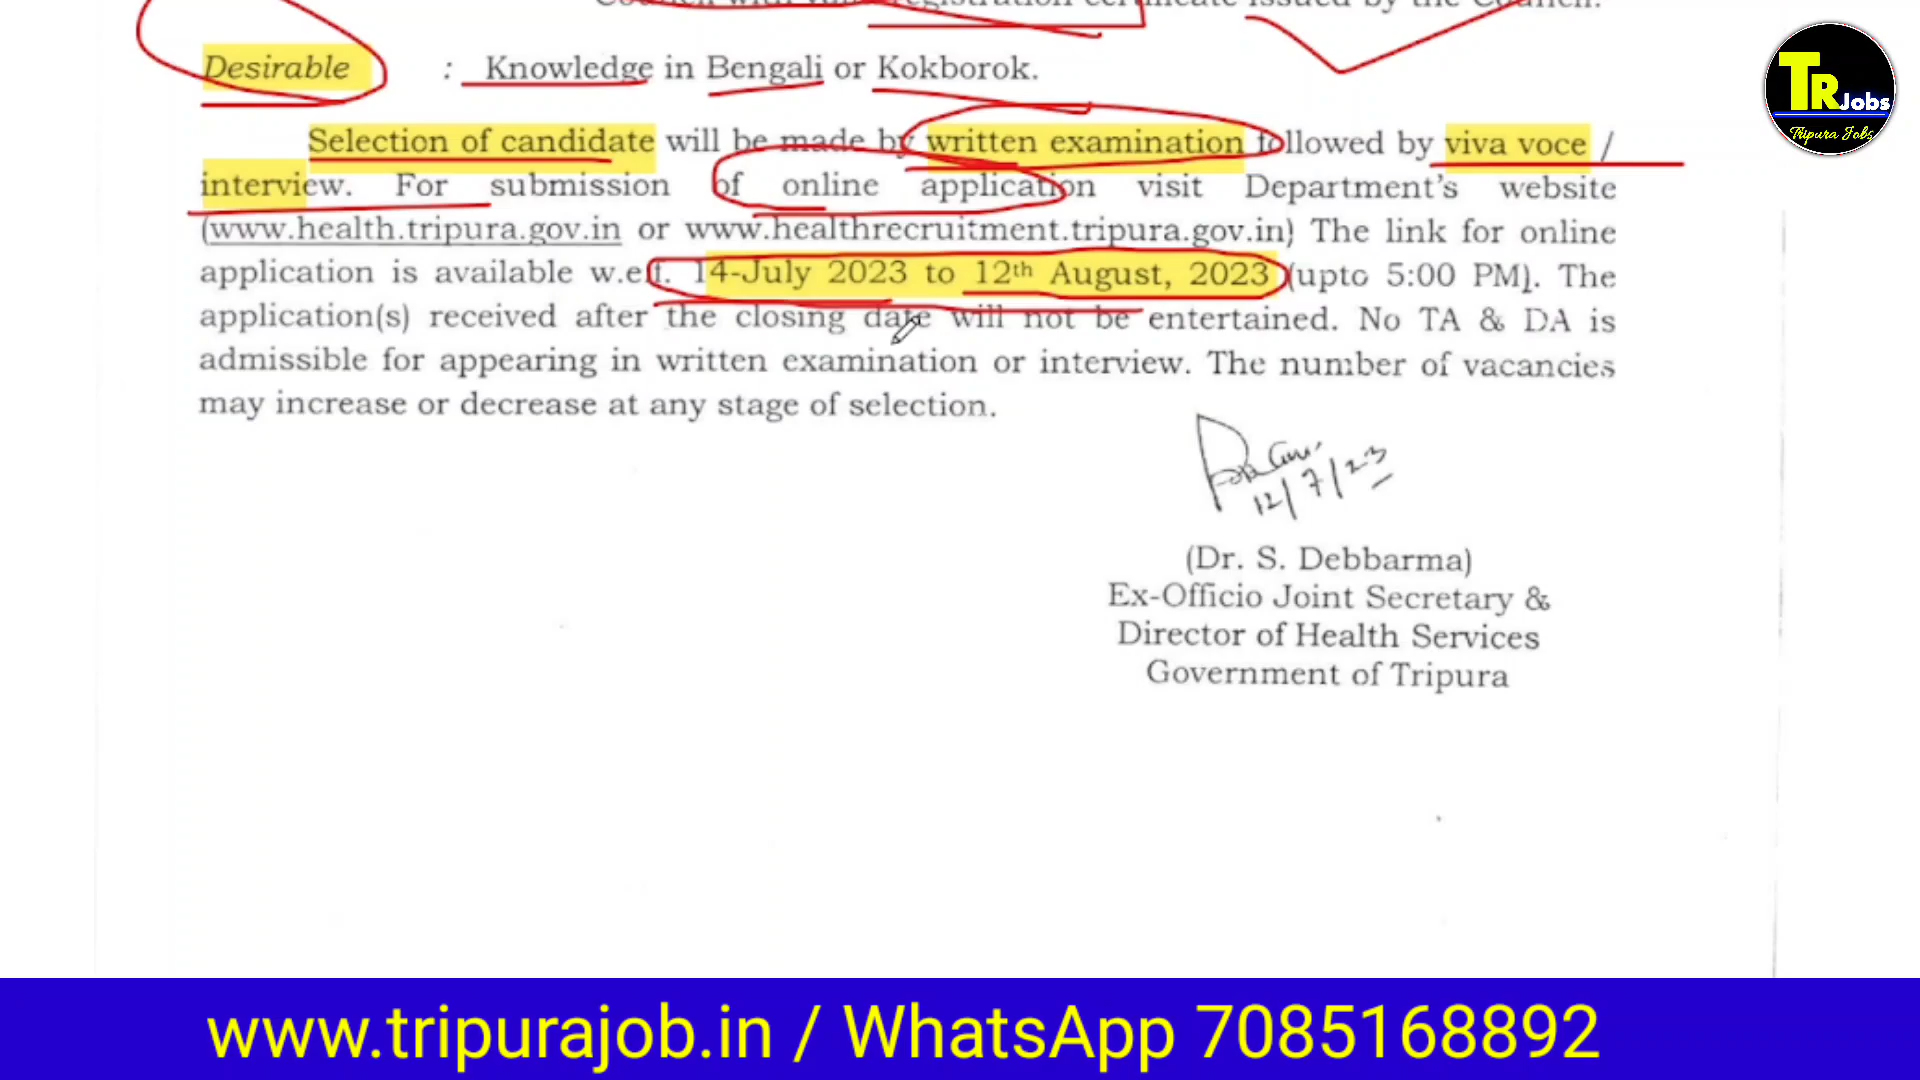 registration certificate issued by the Council.
Desirable : Knowledge in Bengali or Kokborok.
Selection of candidate will be made by written examination followed by viva voce /
interview. For submission of online application visit Department's website
(www.health.tripura.gov.in or www.healthrecruitment.tripura.gov.in) The link for online
application is available w.e.f. 14-July 2023 to 12th August, 2023 (upto 5:00 PM). The
application(s) received after the closing date will not be entertained. No TA & DA is
admissible for appearing in written examination or interview. The number of vacancies
may increase or decrease at any stage of selection.
12/7/23
(Dr. S. Debbarma)
Ex-Officio Joint Secretary &
Director of Health Services
Government of Tripura
TR Jobs
Tripura Jobs
www.tripurajob.in / WhatsApp 7085168892